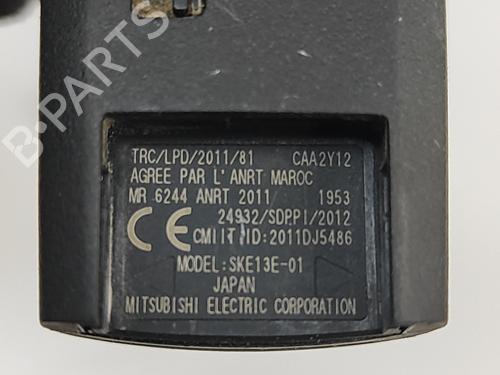 B-PARTS
TRC/LPD/2011/81 CAA2Y12
AGREE PAR L' ANRT MAROC
MR 6244 ANRT 2011 1953
24932/SDPPI/2012
CE CMIIT ID:2011DJ5486
MODEL:SKE13E-01
JAPAN
MITSUBISHI ELECTRIC CORPORATION